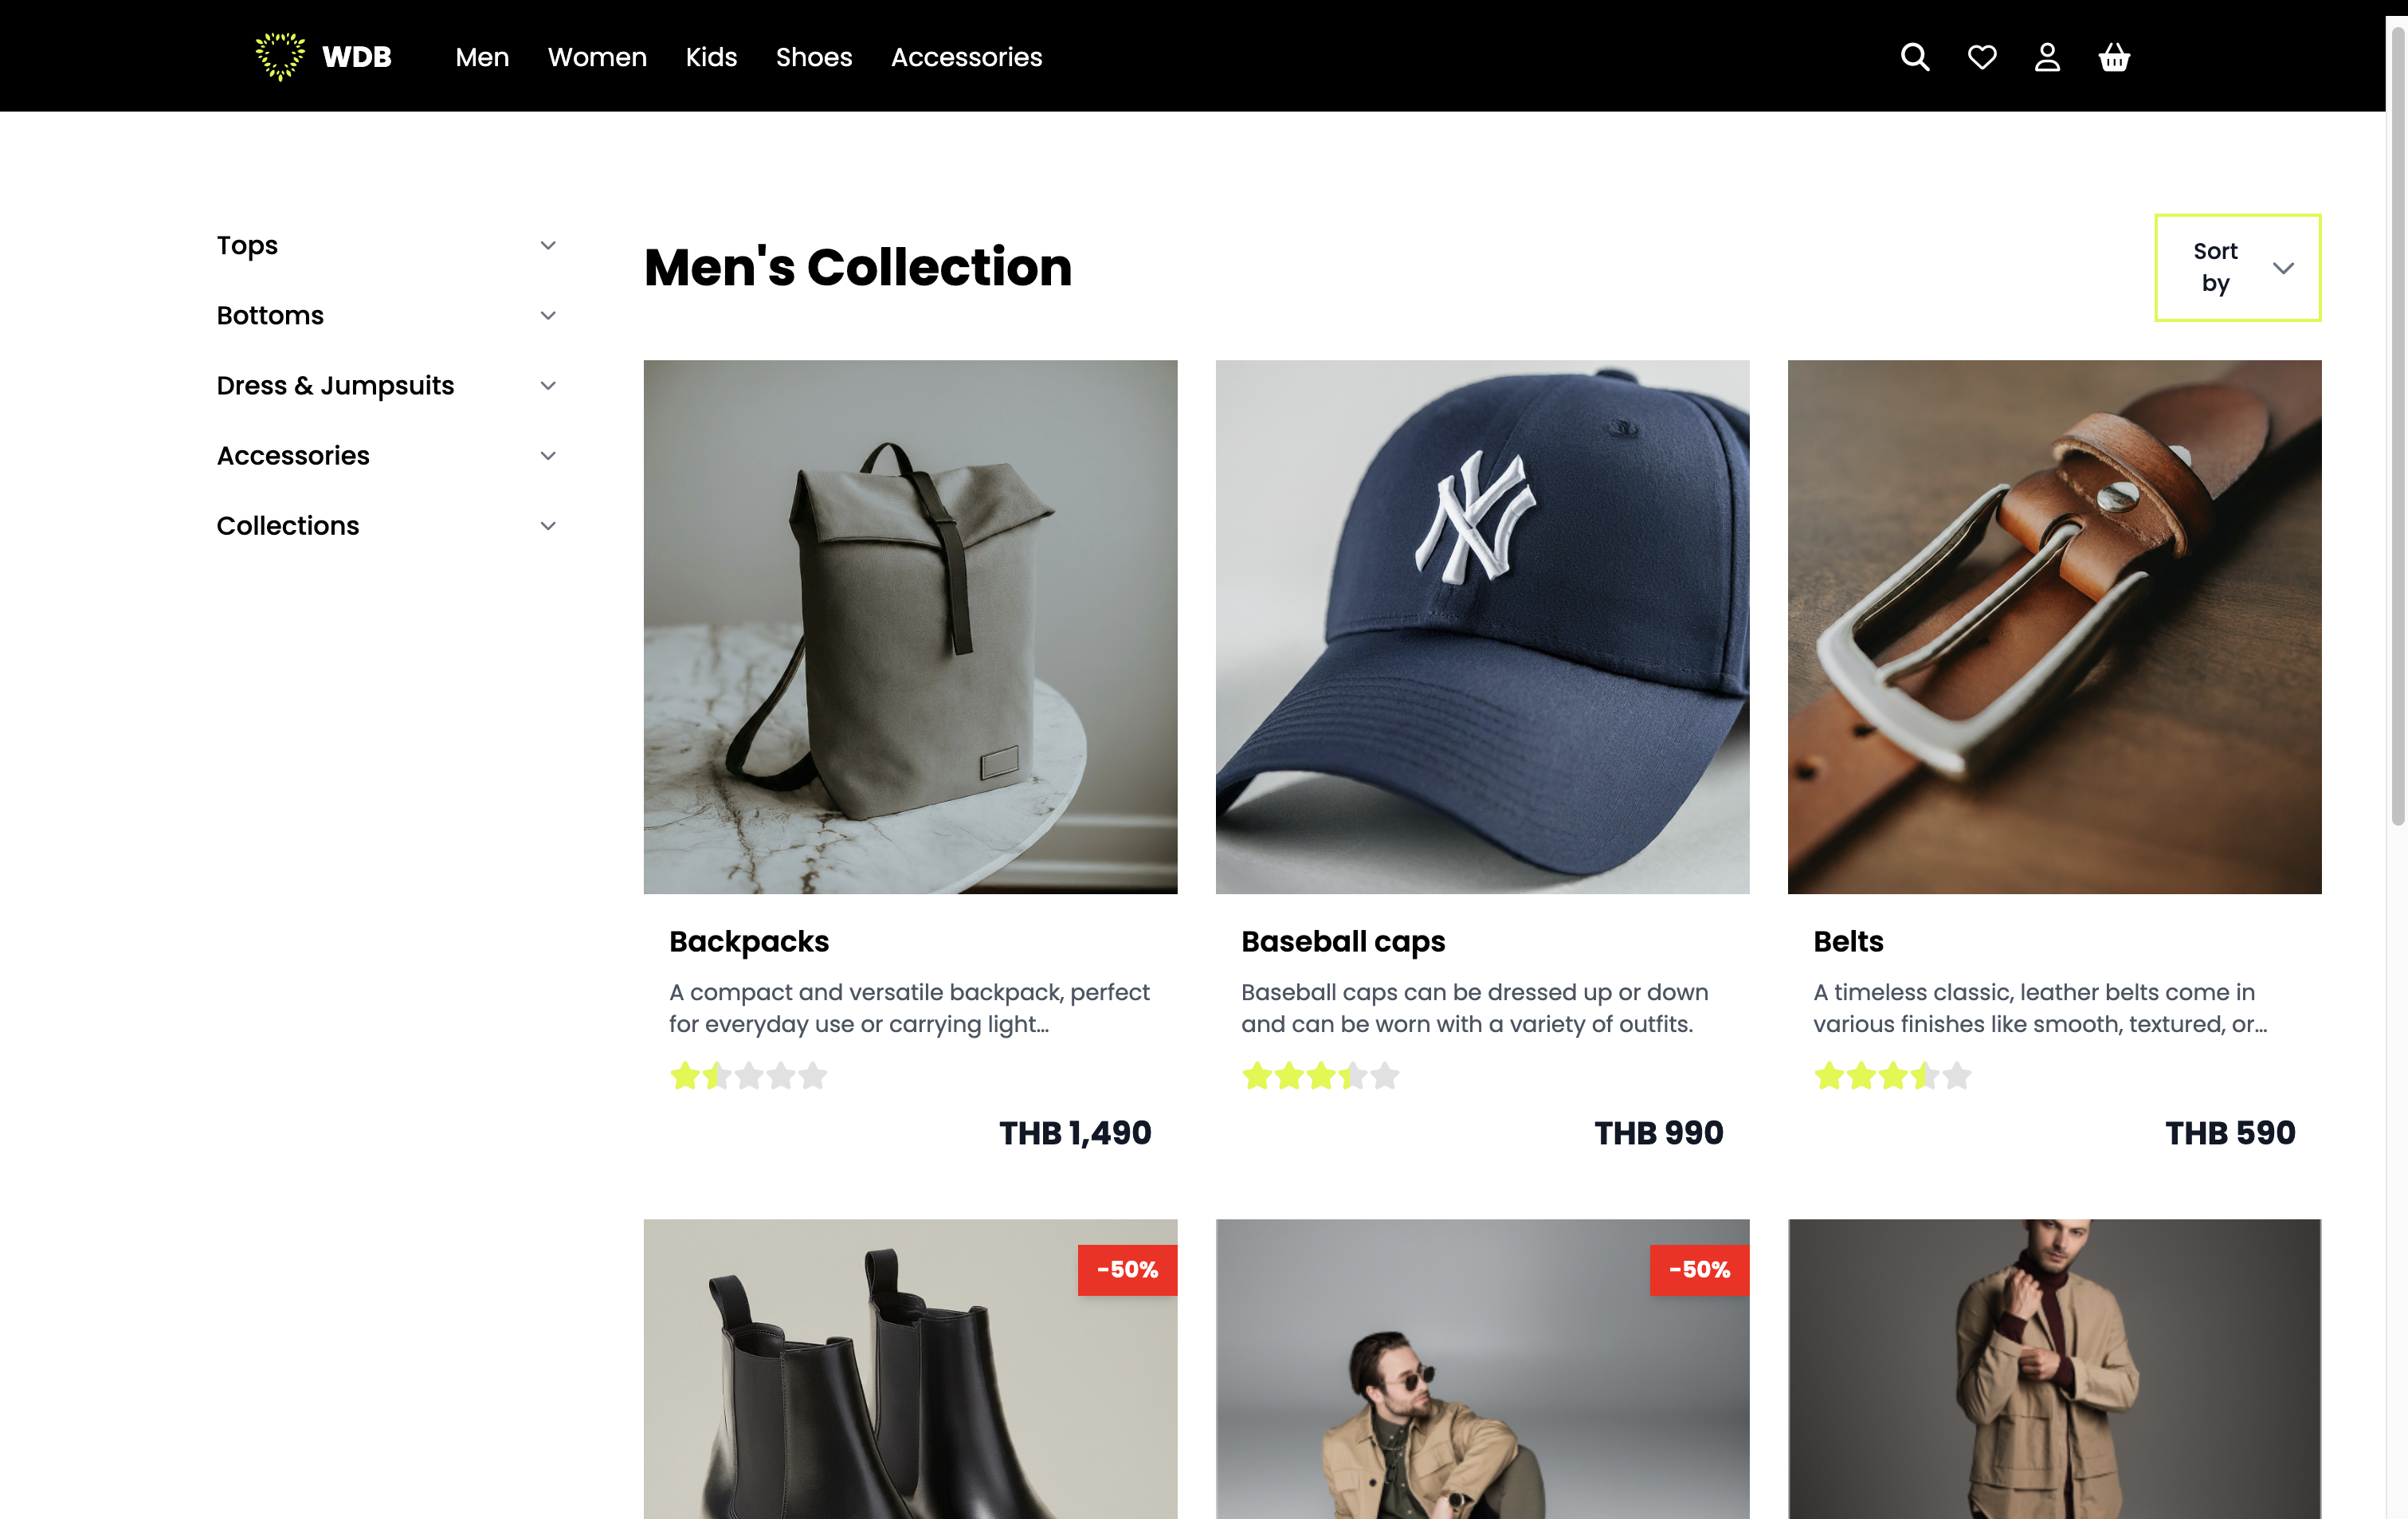 WDB
Men
Women
Kids
Shoes
Accessories
Tops
Bottoms
Dress & Jumpsuits
Accessories
Collections
Men's Collection
Sort
by
NY
Backpacks
A compact and versatile backpack, perfect
for everyday use or carrying light...
THB 1,490
Baseball caps
Baseball caps can be dressed up or down
and can be worn with a variety of outfits.
THB 990
Belts
A timeless classic, leather belts come in
various finishes like smooth, textured, or...
THB 590
-50%
-50%